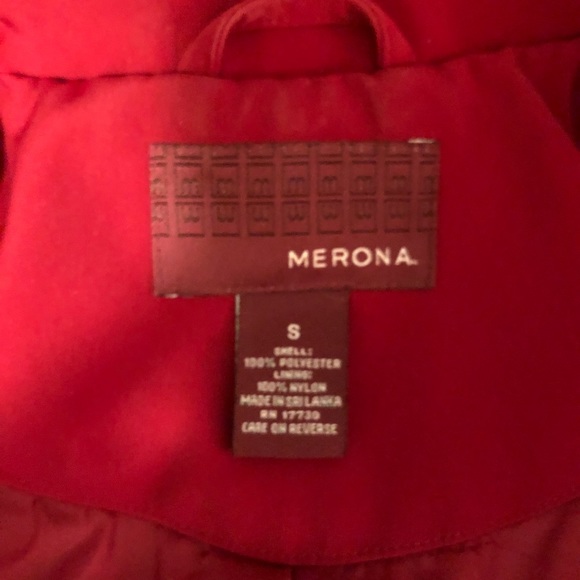 MERONA
S
SHELL:
100% POLYESTER
LINING:
100% NYLON
MADE IN SRI LANKA
RN 17730
CARE ON REVERSE